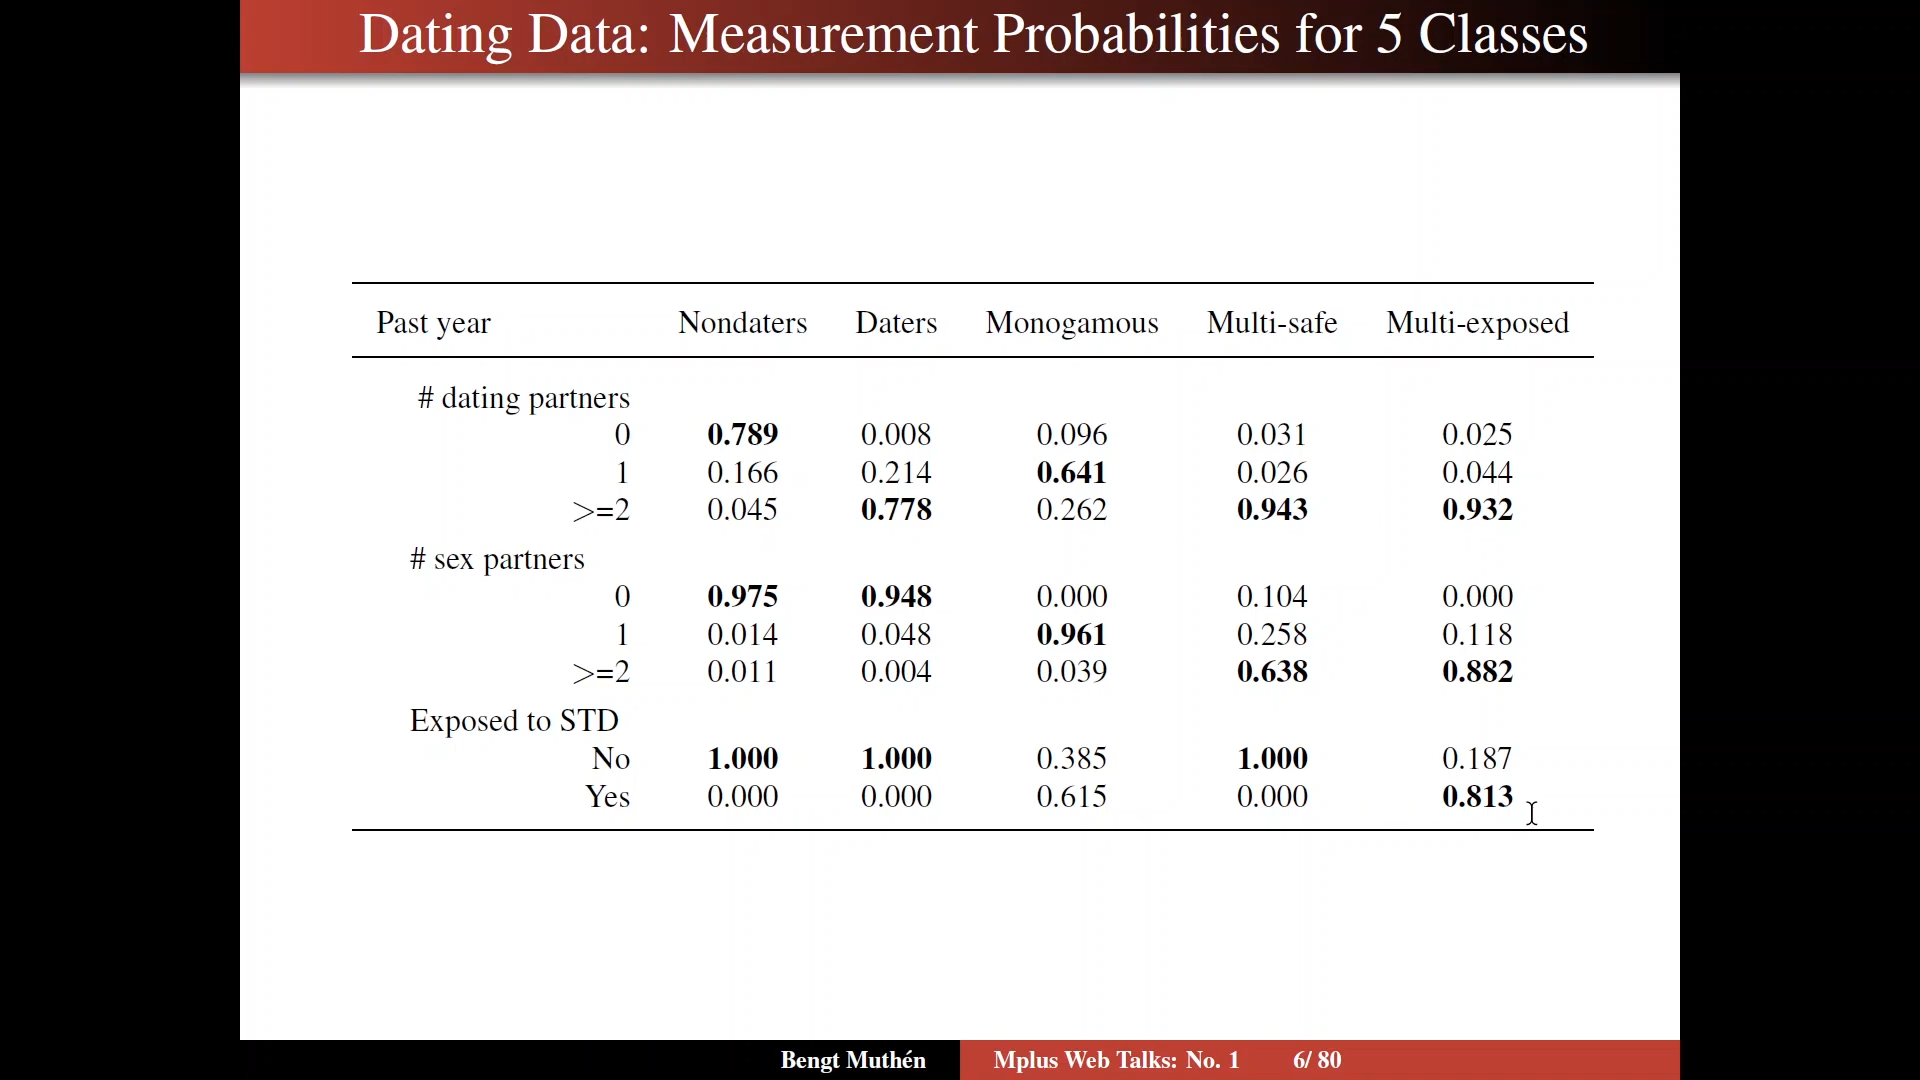 Dating Data: Measurement Probabilities for 5 Classes
Past year Nondaters Daters Monogamous Multi-safe Multi-exposed
# dating partners
0 0.789 0.008 0.096 0.031 0.025
1 0.166 0.214 0.641 0.026 0.044
>=2 0.045 0.778 0.262 0.943 0.932
# sex partners
0 0.975 0.948 0.000 0.104 0.000
1 0.014 0.048 0.961 0.258 0.118
>=2 0.011 0.004 0.039 0.638 0.882
Exposed to STD
No 1.000 1.000 0.385 1.000 0.187
Yes 0.000 0.000 0.615 0.000 0.813
Bengt Muthén Mplus Web Talks: No. 1 6/ 80